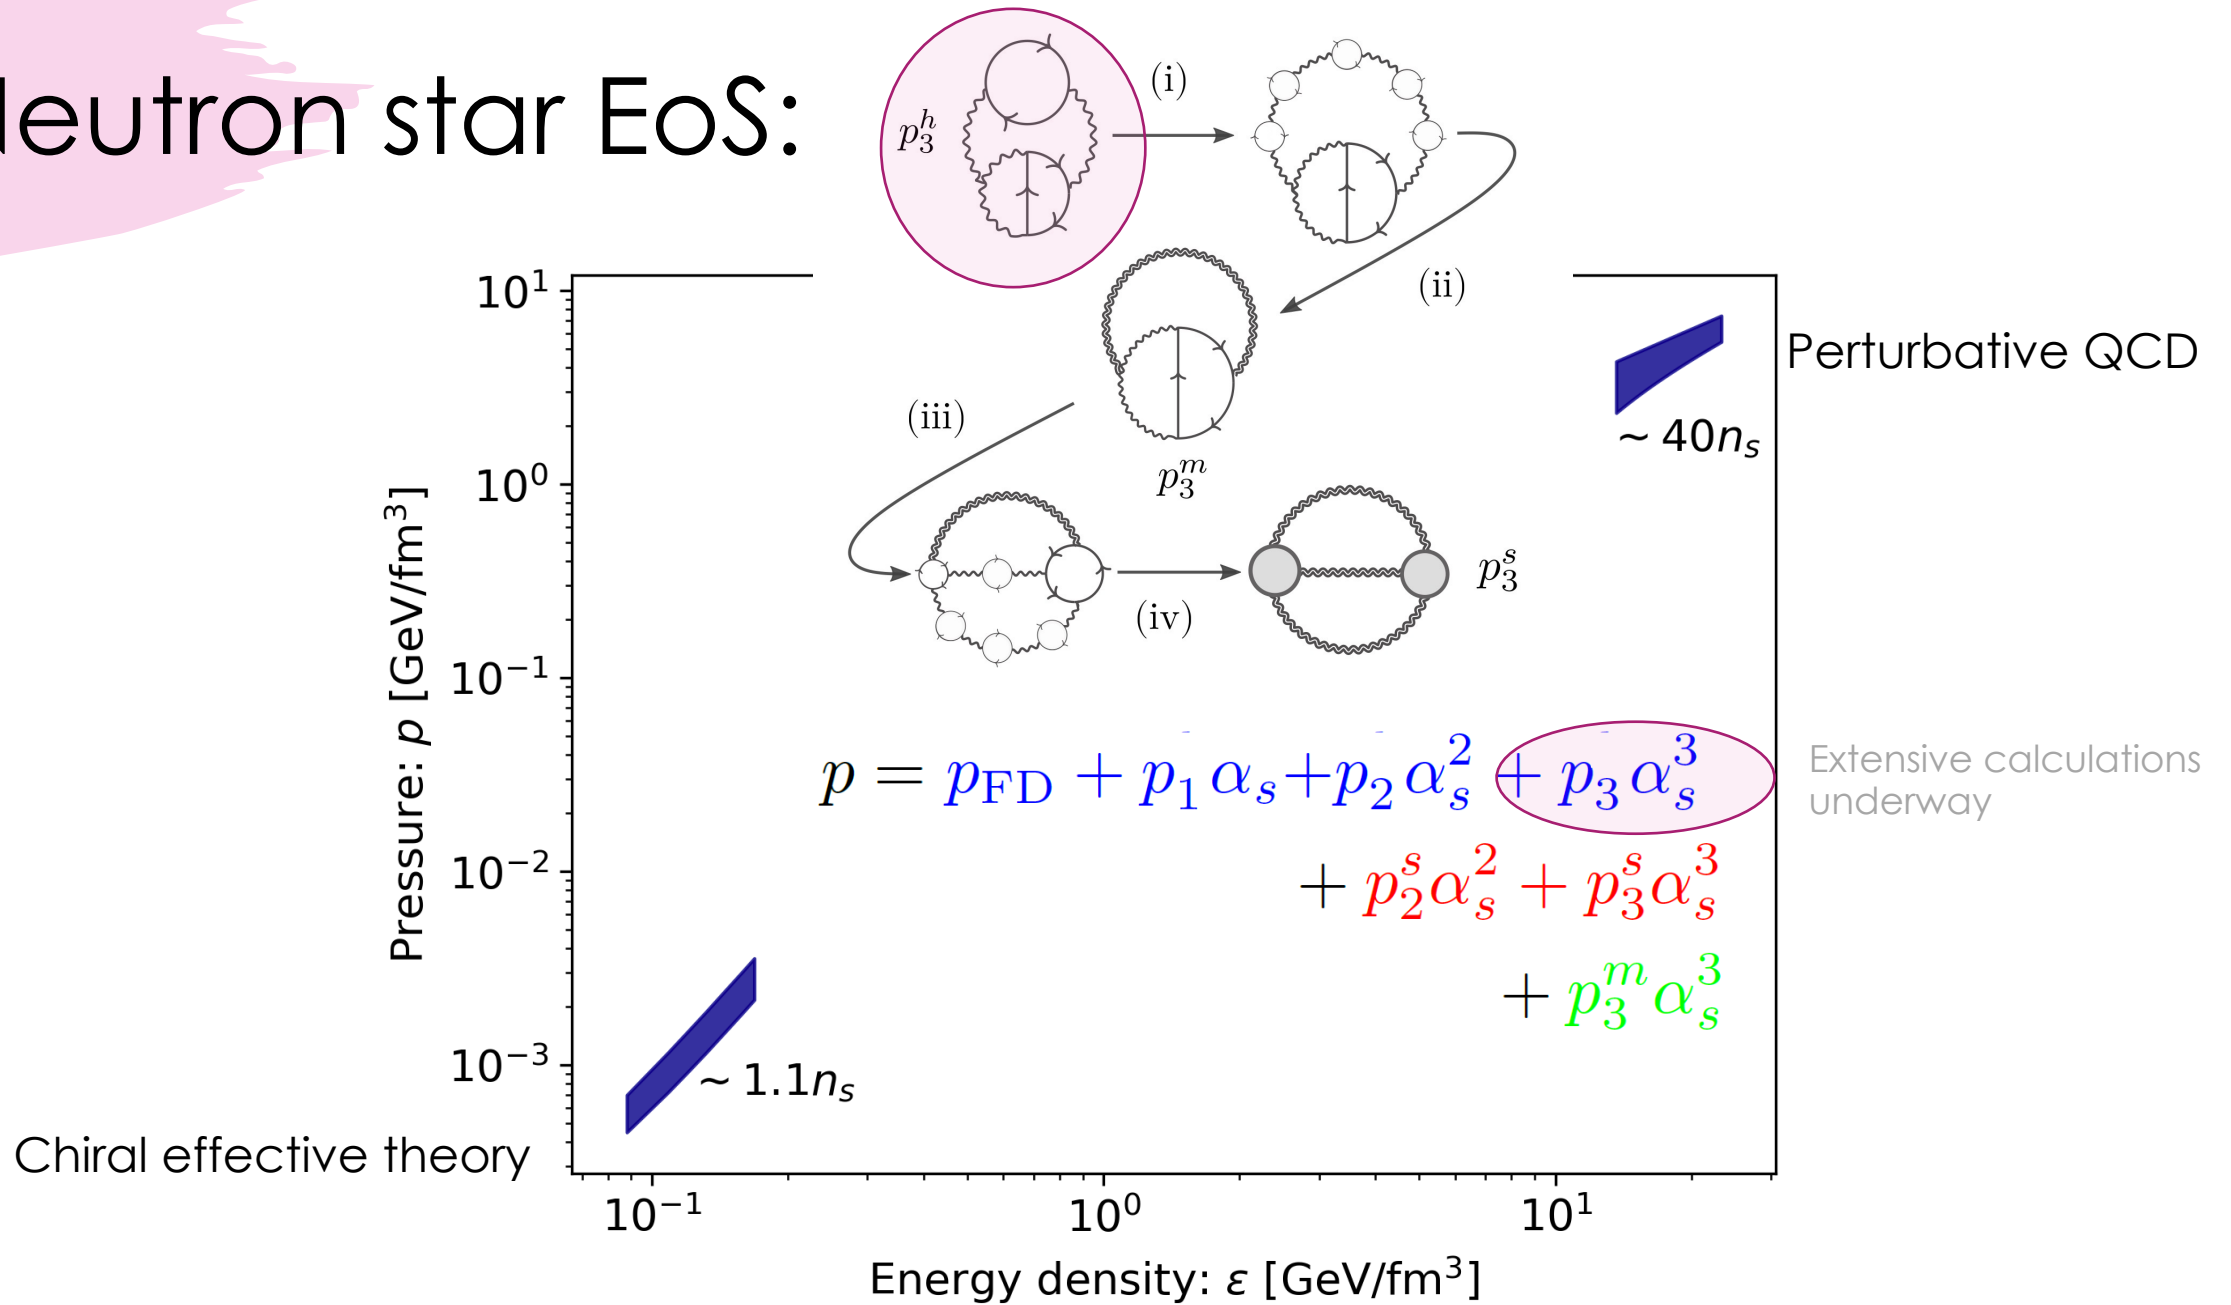 eutron star EoS:
(i)
p_3^h
(ii)
10^1
Perturbative QCD
(iii)
~ 40n_s
p_3^m
10^0
p_3^s
(iv)
Pressure: p [GeV/fm^3]
10^{-1}
p = p_{FD} + p_1 α_s + p_2 α_s^2 + p_3 α_s^3
Extensive calculations
underway
10^{-2}
+ p_2^s α_s^2 + p_3^s α_s^3
+ p_3^m α_s^3
10^{-3}
~ 1.1n_s
Chiral effective theory
10^{-1} 10^0 10^1
Energy density: ε [GeV/fm^3]